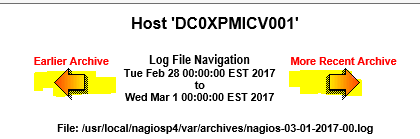 Host 'DC0XPMICV001'
Earlier Archive
Log File Navigation
Tue Feb 28 00:00:00 EST 2017
to
Wed Mar 1 00:00:00 EST 2017
More Recent Archive
File: /usr/local/nagiosp4/var/archives/nagios-03-01-2017-00.log